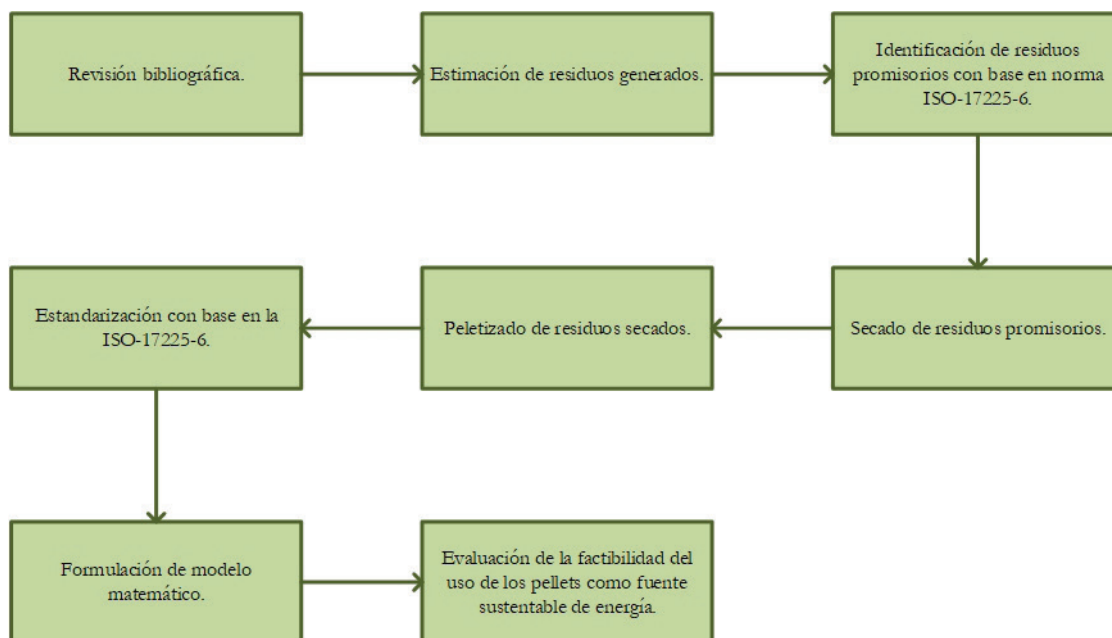 Revisión bibliográfica.
Estimación de residuos generados.
Identificación de residuos
promisorios con base en norma
ISO-17225-6.
Secado de residuos promisorios.
Peletizado de residuos secados.
Estandarización con base en la
ISO-17225-6.
Formulación de modelo
matemático.
Evaluación de la factibilidad del
uso de los pellets como fuente
sustentable de energía.